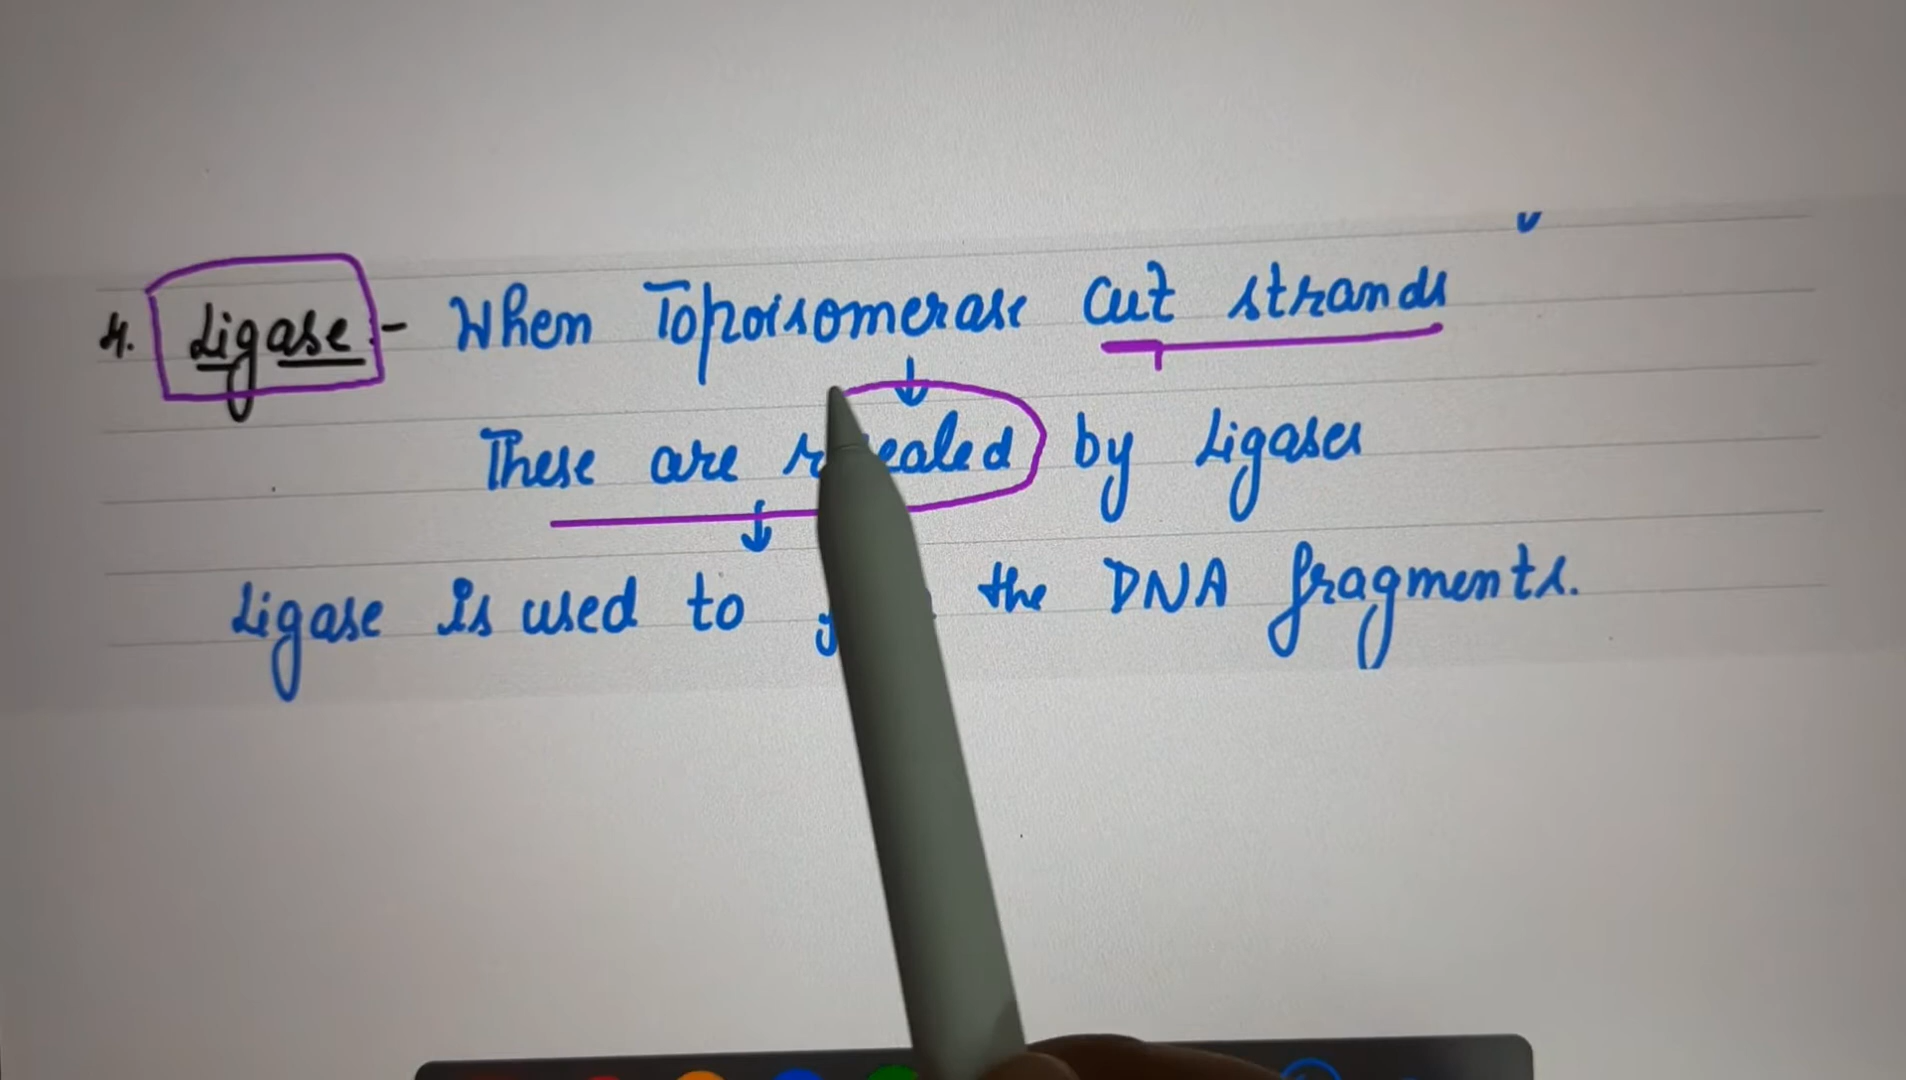 4. Ligase - When Topoisomerase cut strands
These are by Ligases
Ligase Is used to the DNA fragments.